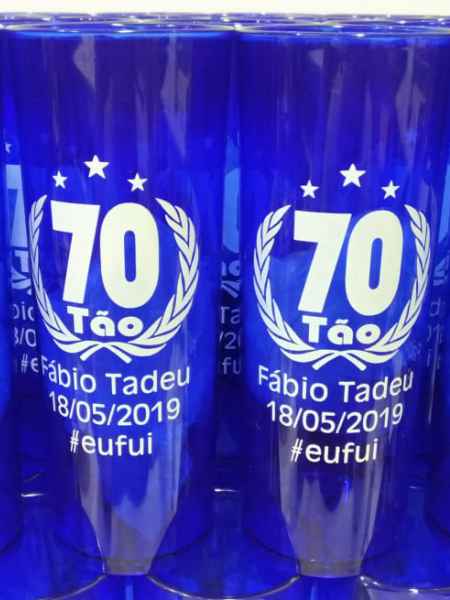 70
Tão
Fábio Tadeu
18/05/2019
#eufui
70
Tão
Fábio Tadeu
18/05/2019
#eufui